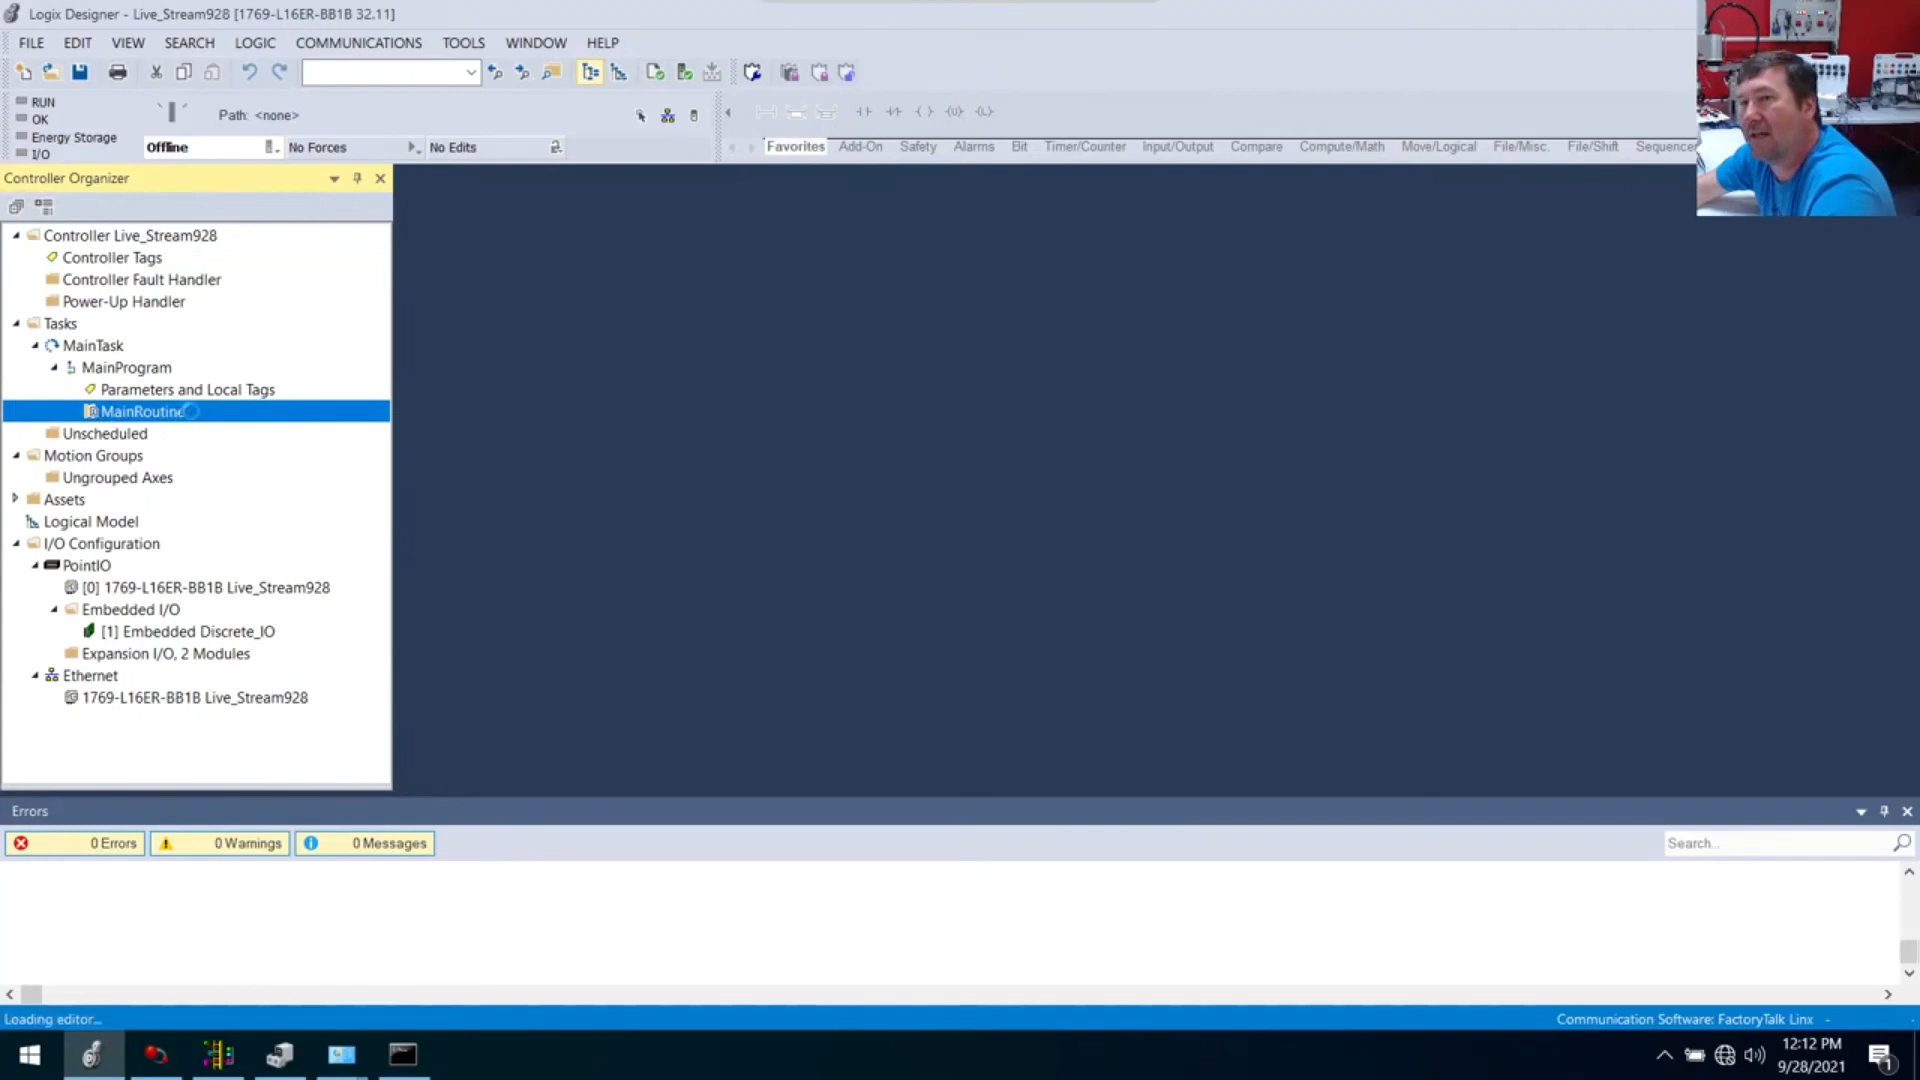 Logix Designer - Live_Stream928 [1769-L16ER-BB1B 32.11]
FILE EDIT VIEW SEARCH LOGIC COMMUNICATIONS TOOLS WINDOW HELP
RUN
OK
Energy Storage
I/O
Path: <none>
Offline No Forces No Edits
Favorites Add-On Safety Alarms Bit Timer/Counter Input/Output Compare Compute/Math Move/Logical File/Misc. File/Shift Sequencer
Controller Organizer
Controller Live_Stream928
Controller Tags
Controller Fault Handler
Power-Up Handler
Tasks
MainTask
MainProgram
Parameters and Local Tags
MainRoutine
Unscheduled
Motion Groups
Ungrouped Axes
Assets
Logical Model
I/O Configuration
PointIO
[0] 1769-L16ER-BB1B Live_Stream928
Embedded I/O
[1] Embedded Discrete_IO
Expansion I/O, 2 Modules
Ethernet
1769-L16ER-BB1B Live_Stream928
Errors
0 Errors 0 Warnings 0 Messages
Search...
Loading editor...
Communication Software: FactoryTalk Linx -
12:12 PM
9/28/2021
1